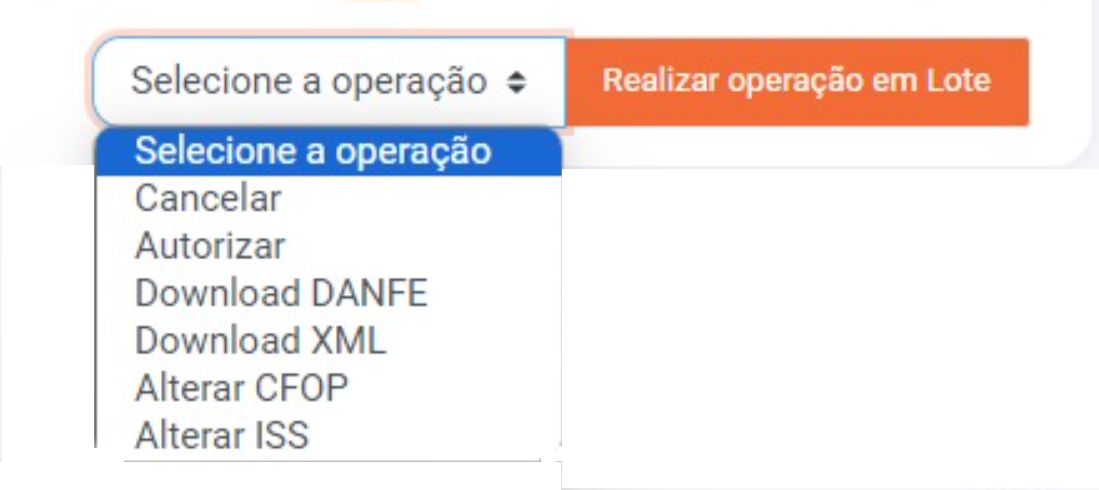 Selecione a operação Realizar operação em Lote
Selecione a operação
Cancelar
Autorizar
Download DANFE
Download XML
Alterar CFOP
Alterar ISS